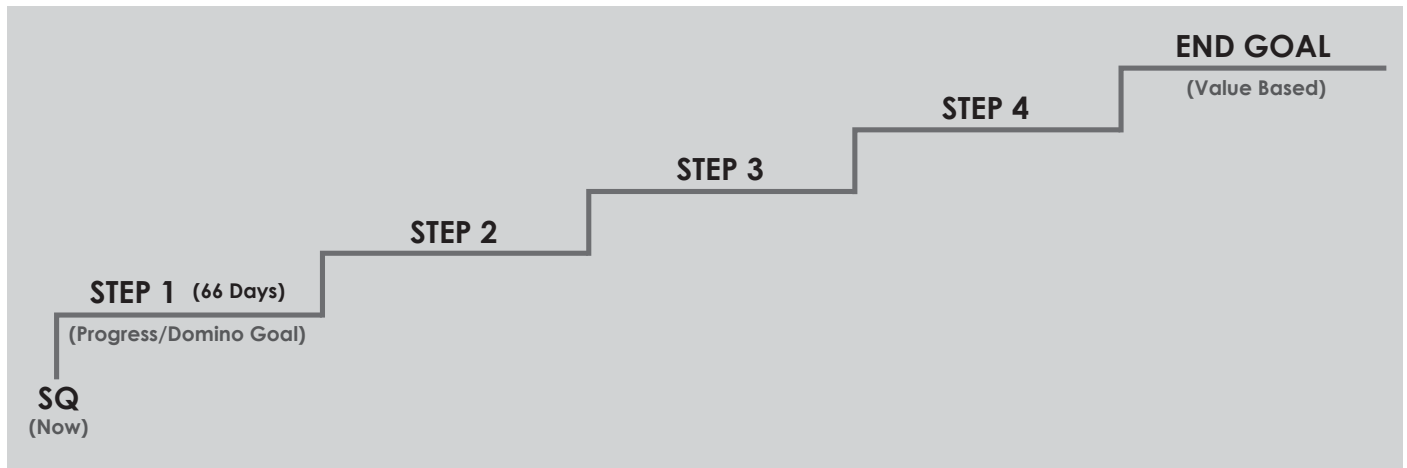 END GOAL
(Value Based)
STEP 4
STEP 3
STEP 2
STEP 1 (66 Days)
(Progress/Domino Goal)
SQ
(Now)